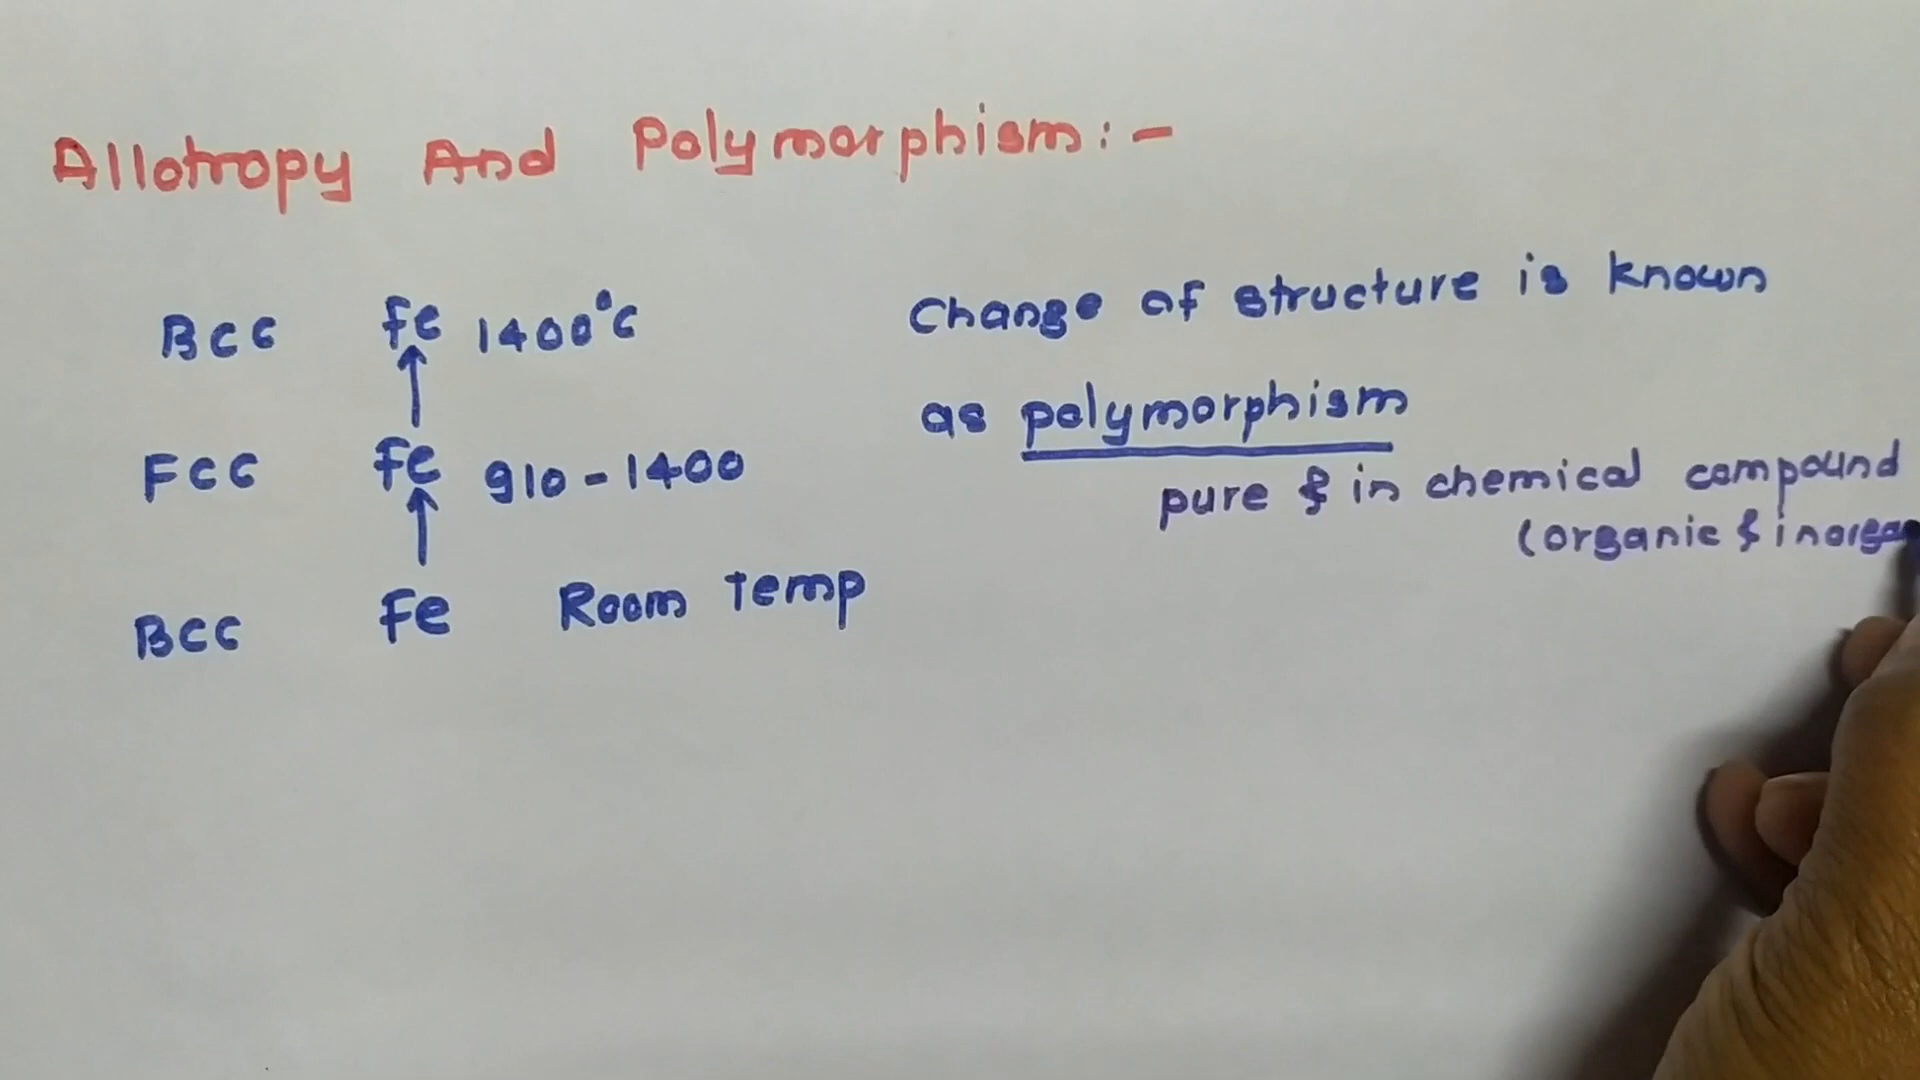 Allotropy And Polymorphism:-
BCC Fe 1400°C
FCC Fe 910-1400
BCC Fe Room Temp
Change of structure is known
as polymorphism
pure & in chemical compound
(organic &